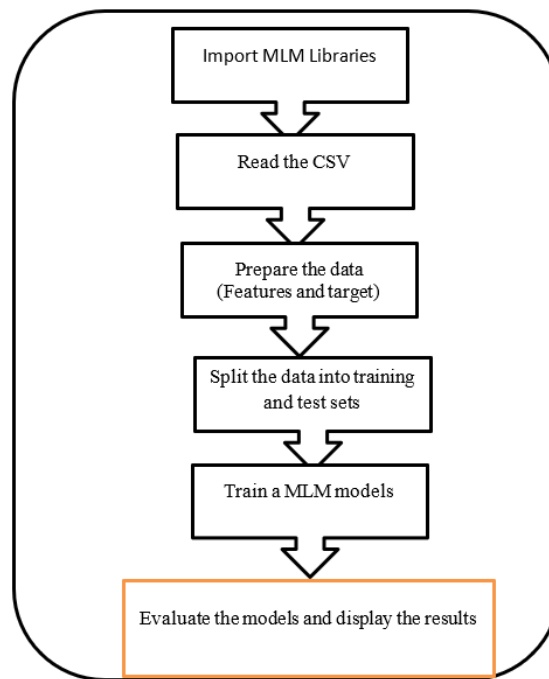 Import MLM Libraries
Read the CSV
Prepare the data
(Features and target)
Split the data into training
and test sets
Train a MLM models
Evaluate the models and display the results